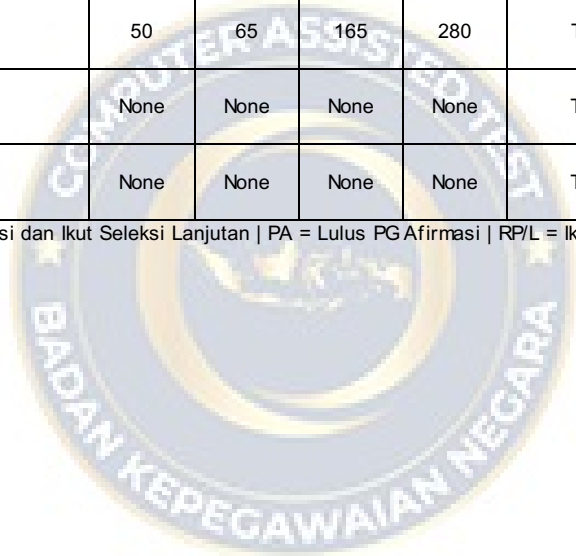 50 65 165 280 T
None None None None T
None None None None T
si dan Ikut Seleksi Lanjutan | PA = Lulus PG Afirmasi | RP/L = Ik
COMPUTER ASSISTED TEST
BADAN KEPEGAWAIAN NEGARA